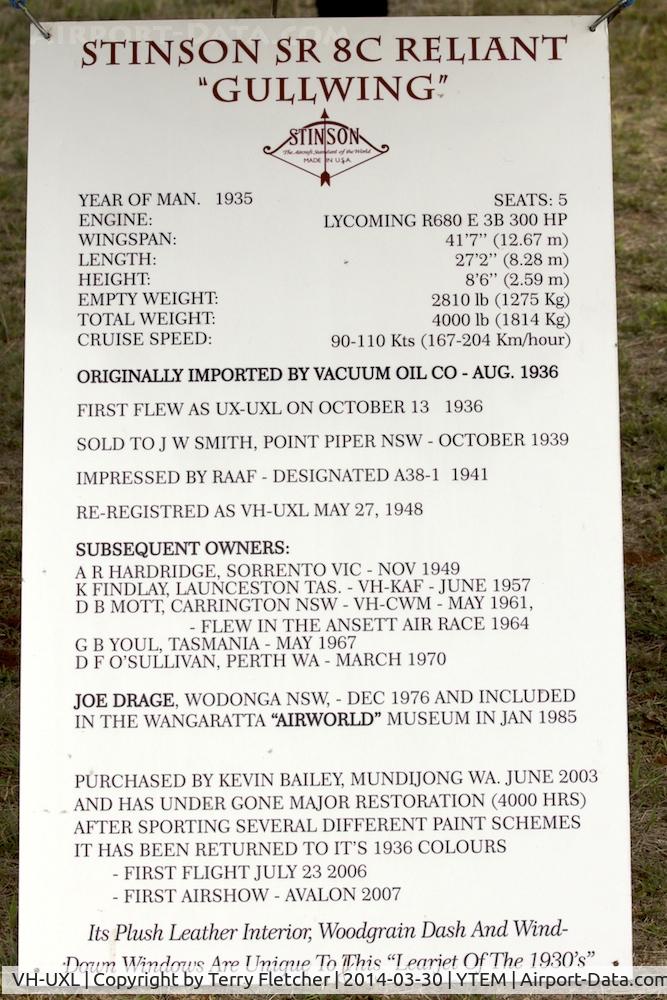 AIRPORT-DATA.COM
STINSON SR 8C RELIANT
"GULLWING"
STINSON
The Aircraft Standard of the World
MADE IN U.S.A.
YEAR OF MAN. 1935 SEATS: 5
ENGINE: LYCOMING R680 E 3B 300 HP
WINGSPAN: 41'7'' (12.67 m)
LENGTH: 27'2'' (8.28 m)
HEIGHT: 8'6'' (2.59 m)
EMPTY WEIGHT: 2810 lb (1275 Kg)
TOTAL WEIGHT: 4000 lb (1814 Kg)
CRUISE SPEED: 90-110 Kts (167-204 Km/hour)
ORIGINALLY IMPORTED BY VACUUM OIL CO - AUG. 1936
FIRST FLEW AS UX-UXL ON OCTOBER 13 1936
SOLD TO J W SMITH, POINT PIPER NSW - OCTOBER 1939
IMPRESSED BY RAAF - DESIGNATED A38-1 1941
RE-REGISTRED AS VH-UXL MAY 27, 1948
SUBSEQUENT OWNERS:
A R HARDRIDGE, SORRENTO VIC - NOV 1949
K FINDLAY, LAUNCESTON TAS. - VH-KAF - JUNE 1957
D B MOTT, CARRINGTON NSW - VH-CWM - MAY 1961,
- FLEW IN THE ANSETT AIR RACE 1964
G B YOUL, TASMANIA - MAY 1967
D F O'SULLIVAN, PERTH WA - MARCH 1970
JOE DRAGE, WODONGA NSW, - DEC 1976 AND INCLUDED
IN THE WANGARATTA "AIRWORLD" MUSEUM IN JAN 1985
PURCHASED BY KEVIN BAILEY, MUNDIJONG WA. JUNE 2003
AND HAS UNDER GONE MAJOR RESTORATION (4000 HRS)
AFTER SPORTING SEVERAL DIFFERENT PAINT SCHEMES
IT HAS BEEN RETURNED TO IT'S 1936 COLOURS
- FIRST FLIGHT JULY 23 2006
- FIRST AIRSHOW - AVALON 2007
Its Plush Leather Interior, Woodgrain Dash And Wind-
Down Windows Are Unique To This "Learjet Of The 1930's"
VH-UXL | Copyright by Terry Fletcher | 2014-03-30 | YTEM | Airport-Data.com